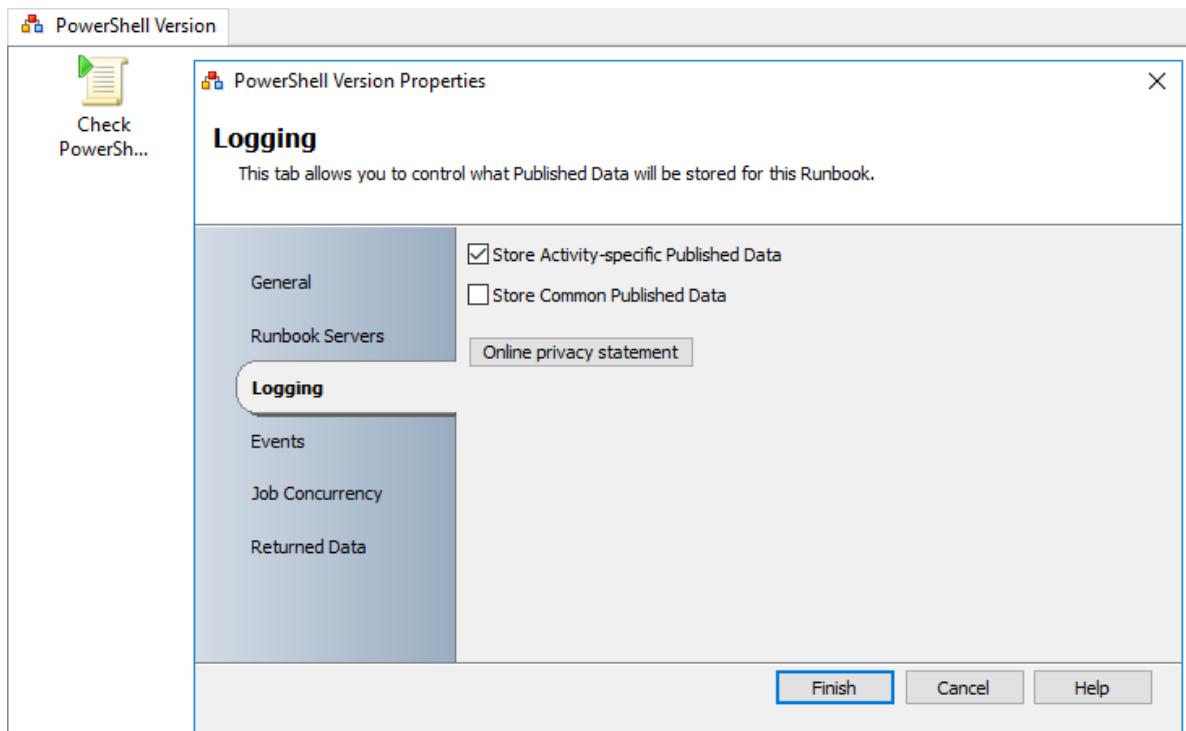 PowerShell Version
Check
PowerSh...
PowerShell Version Properties
Logging
This tab allows you to control what Published Data will be stored for this Runbook.
General
Runbook Servers
Logging
Events
Job Concurrency
Returned Data
Store Activity-specific Published Data
Store Common Published Data
Online privacy statement
Finish
Cancel
Help